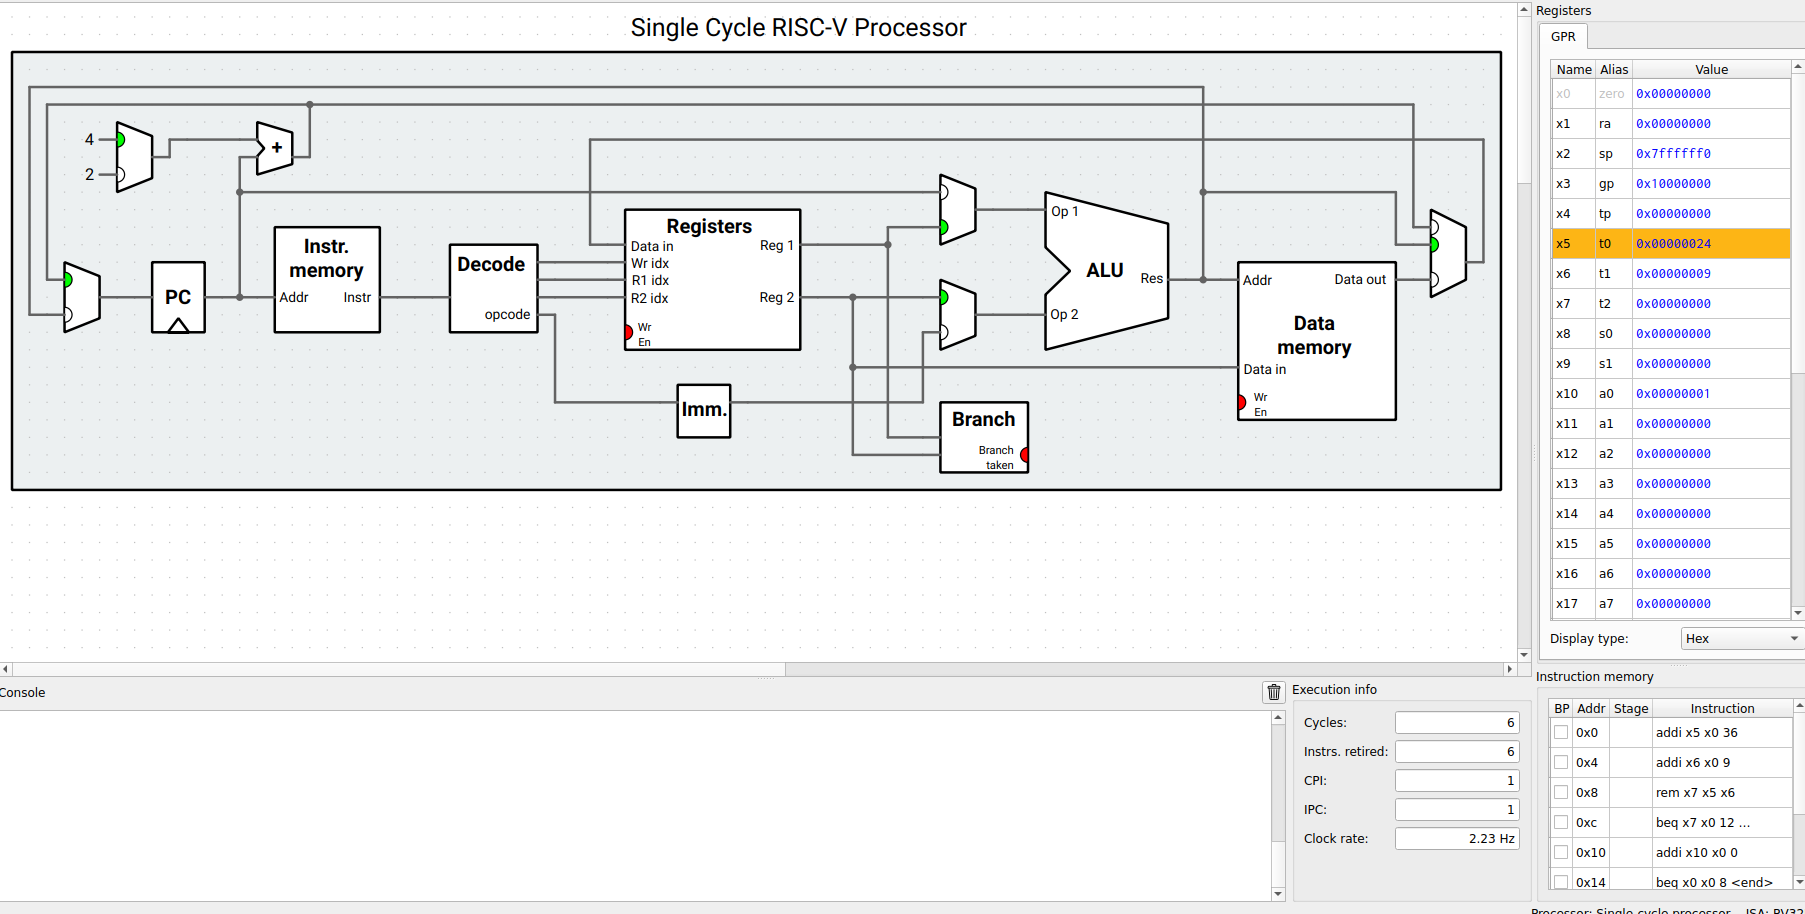 Single Cycle RISC-V Processor
4
2
+
PC
Instr.
memory
Addr
Instr
Decode
opcode
Registers
Data in
Wr idx
R1 idx
R2 idx
Reg 1
Reg 2
Wr
En
Imm.
Op 1
Op 2
ALU
Res
Branch
Branch
taken
Addr
Data out
Data
memory
Data in
Wr
En
Registers
GPR
Name Alias Value
x0 zero 0x00000000
x1 ra 0x00000000
x2 sp 0x7ffffff0
x3 gp 0x10000000
x4 tp 0x00000000
x5 t0 0x00000024
x6 t1 0x00000009
x7 t2 0x00000000
x8 s0 0x00000000
x9 s1 0x00000000
x10 a0 0x00000001
x11 a1 0x00000000
x12 a2 0x00000000
x13 a3 0x00000000
x14 a4 0x00000000
x15 a5 0x00000000
x16 a6 0x00000000
x17 a7 0x00000000
Display type: Hex
Console
Execution info
Cycles: 6
Instrs. retired: 6
CPI: 1
IPC: 1
Clock rate: 2.23 Hz
Instruction memory
BP Addr Stage Instruction
0x0 addi x5 x0 36
0x4 addi x6 x0 9
0x8 rem x7 x5 x6
0xc beq x7 x0 12 ...
0x10 addi x10 x0 0
0x14 beq x0 x0 8 <end>
Processor: Single-cycle processor ISA: RV32